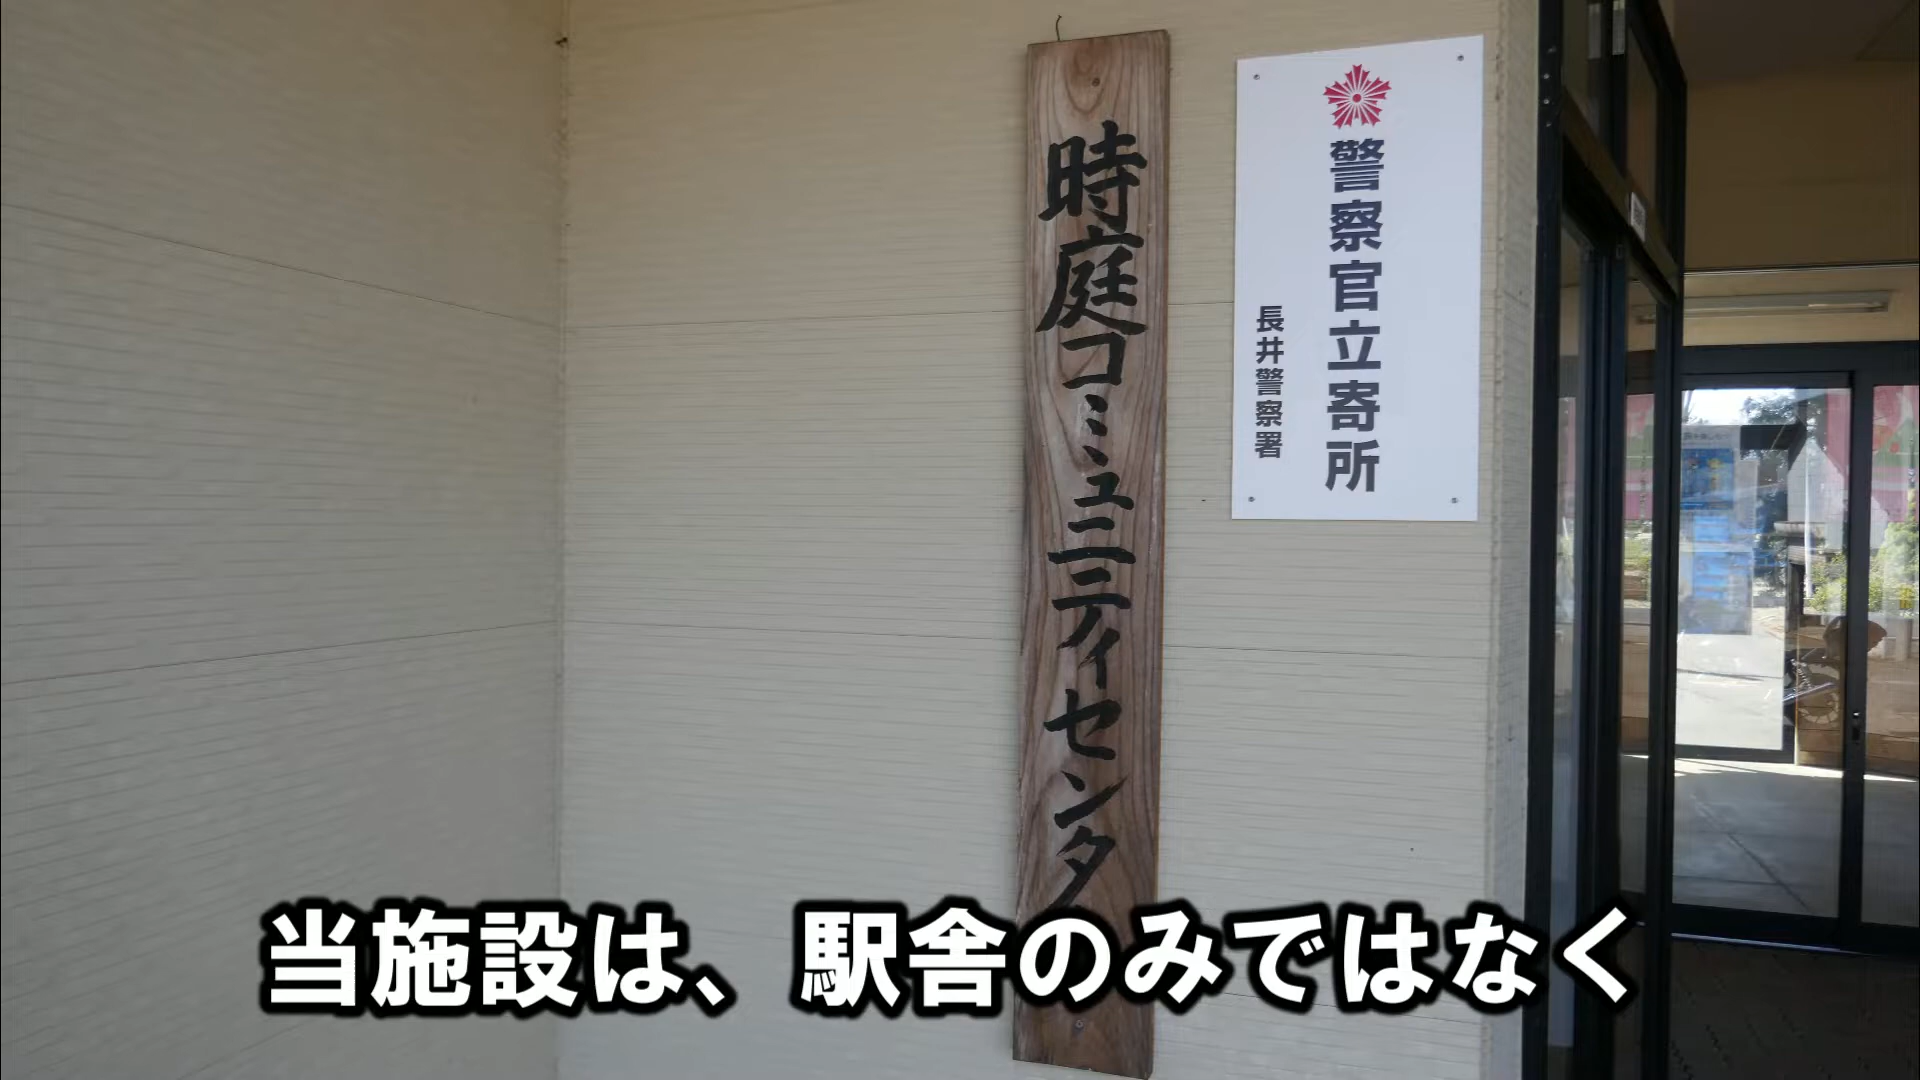 時庭コミュニティセンタ
警察官立寄所
長井警察署
当施設は、駅舎のみではなく